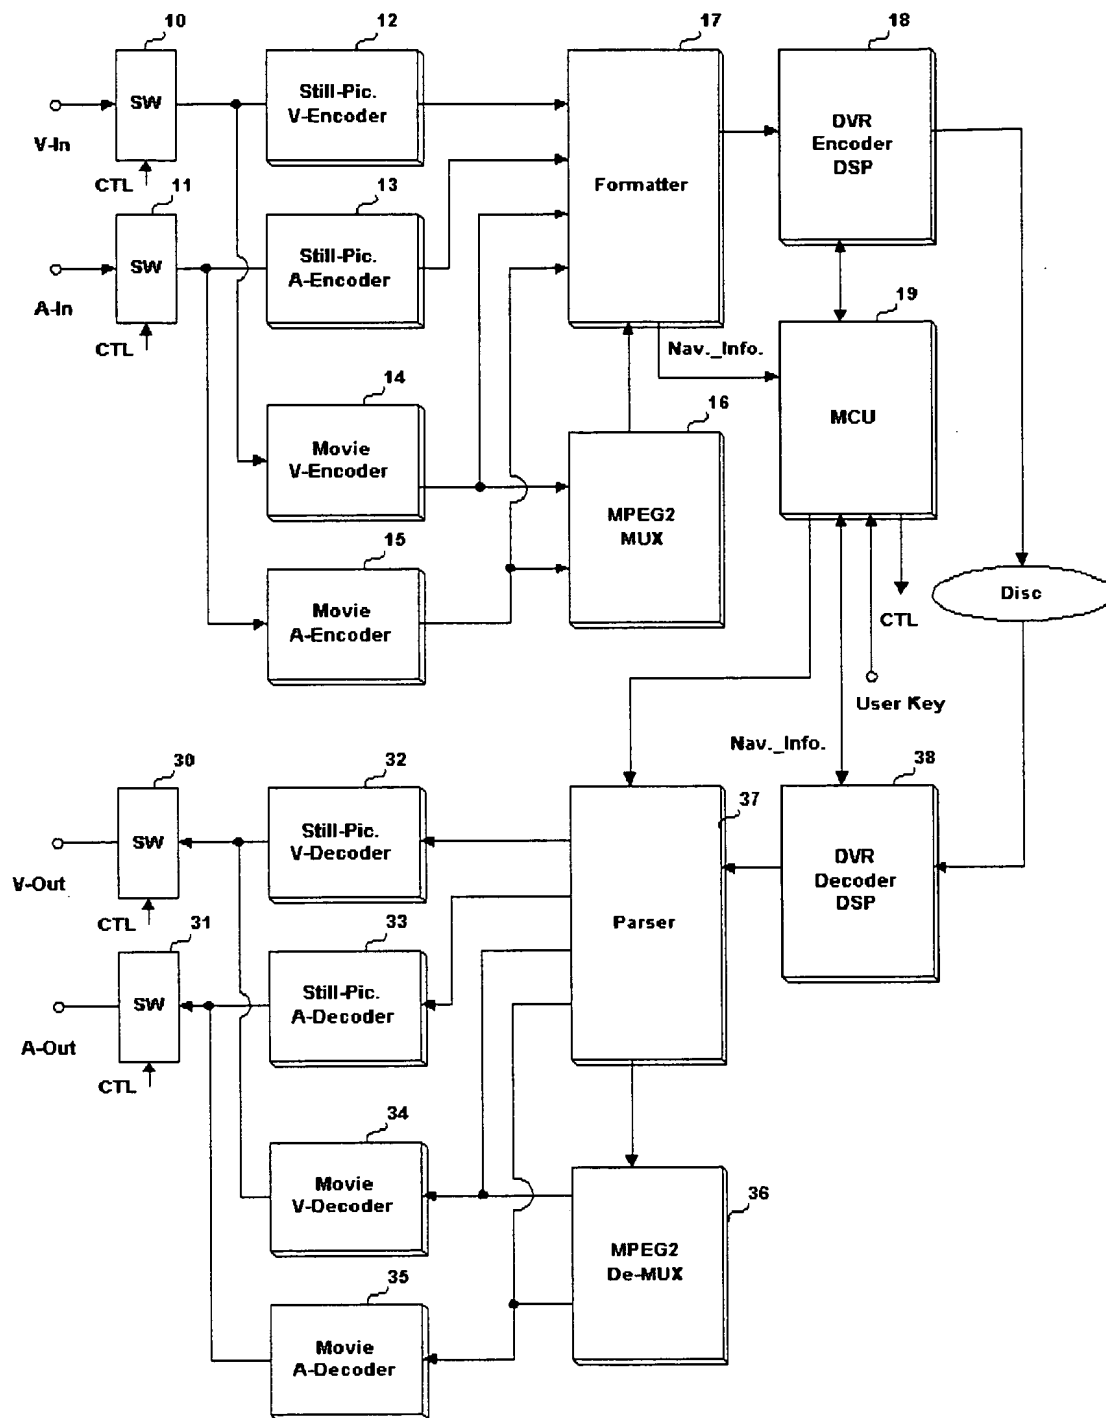 10
12
17
18
SW
Still-Pic.
V-Encoder
V-In
CTL
11
13
Formatter
DVR
Encoder
DSP
SW
Still-Pic.
A-Encoder
A-In
CTL
19
Nav._Info.
MCU
14
16
Movie
V-Encoder
MPEG2
MUX
15
Movie
A-Encoder
Disc
CTL
User Key
Nav._Info.
30
32
37
38
SW
Still-Pic.
V-Decoder
V-Out
CTL
31
33
Parser
DVR
Decoder
DSP
SW
Still-Pic.
A-Decoder
A-Out
CTL
34
36
Movie
V-Decoder
MPEG2
De-MUX
35
Movie
A-Decoder